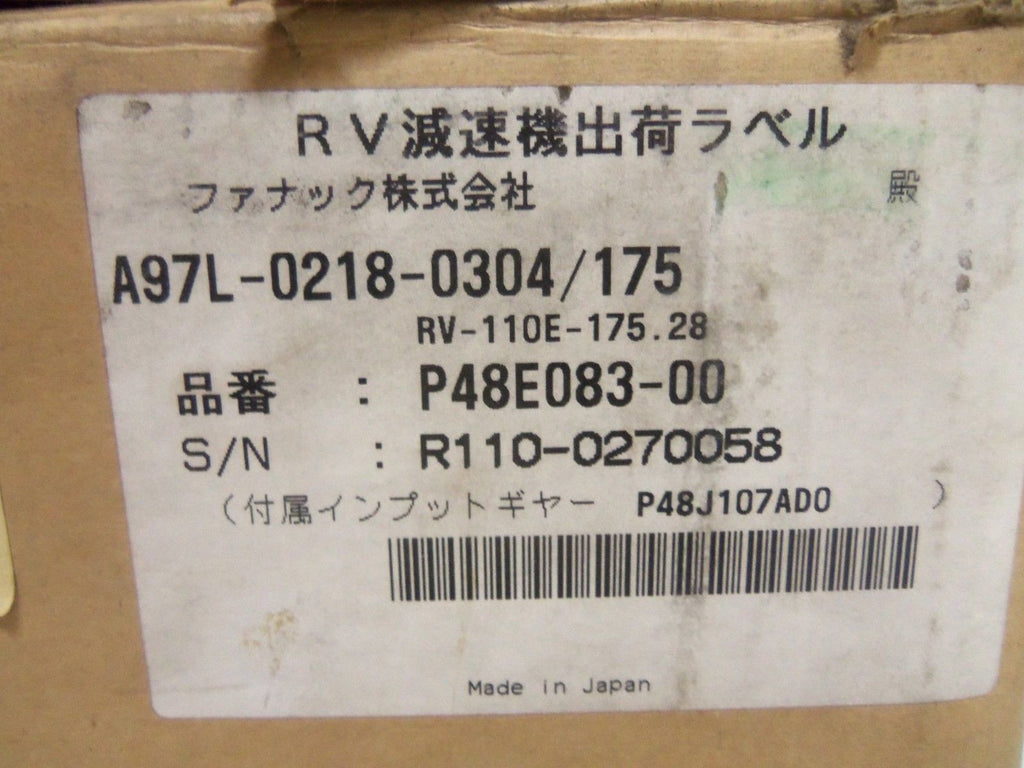 RV減速機出荷ラベル
ファナック株式会社 殿
A97L-0218-0304/175
RV-110E-175.28
品番 : P48E083-00
S/N : R110-0270058
(付属インプットギヤー P48J107AD0 )
Made in Japan